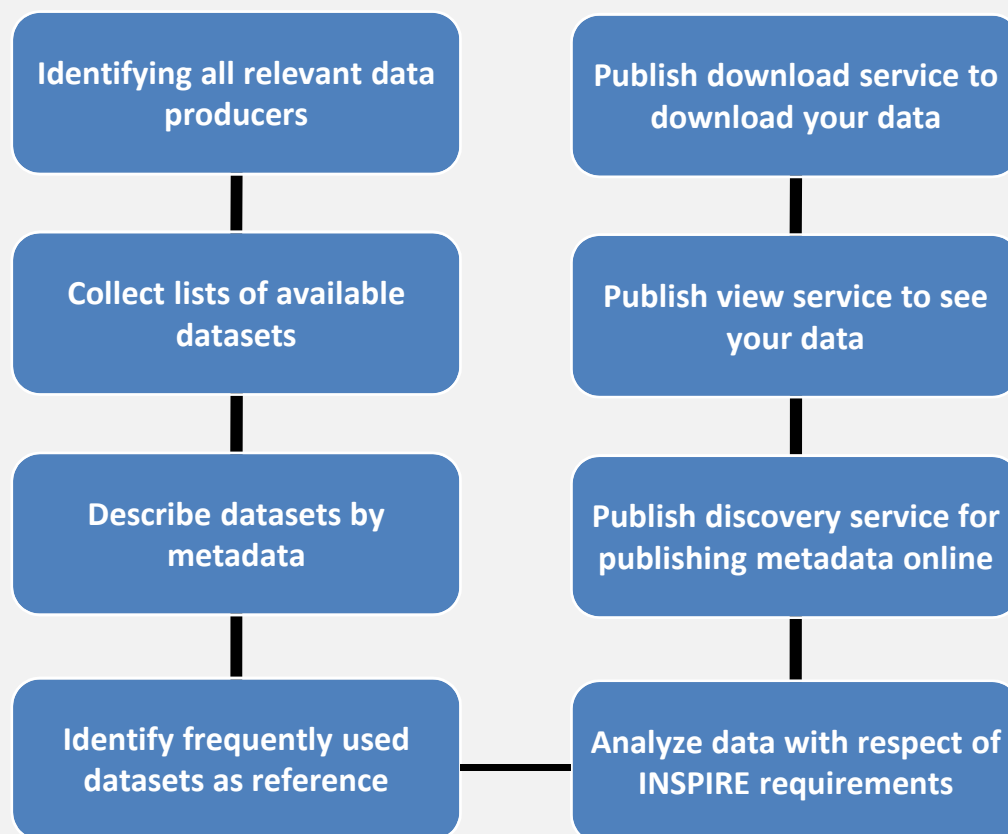 Identifying all relevant data
producers
Collect lists of available
datasets
Describe datasets by
metadata
Identify frequently used
datasets as reference
Analyze data with respect of
INSPIRE requirements
Publish discovery service for
publishing metadata online
Publish view service to see
your data
Publish download service to
download your data